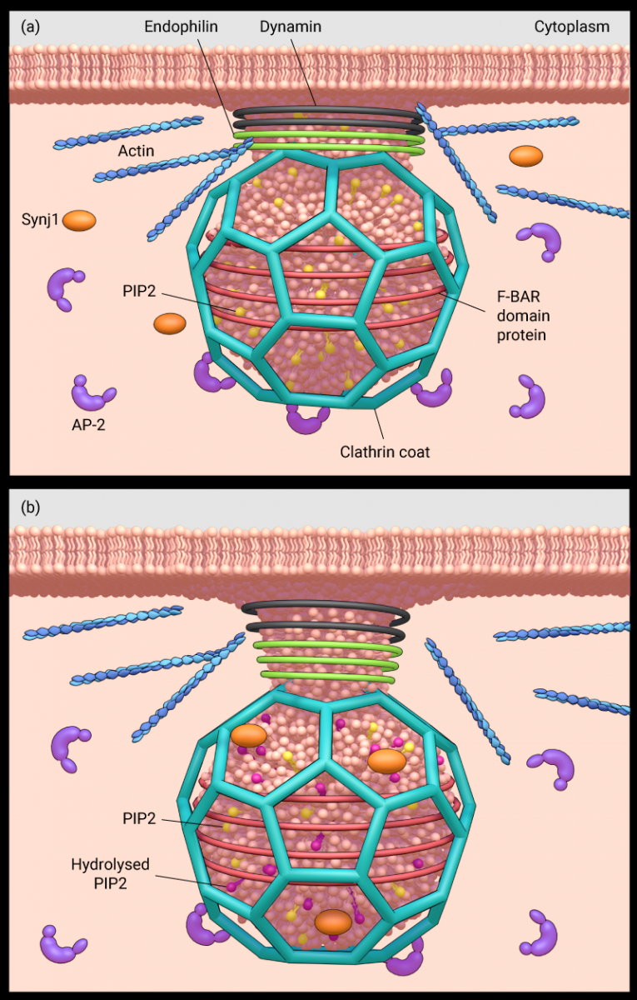 (a)
Endophilin
Dynamin
Cytoplasm
Actin
Synj1
PIP2
F-BAR
domain
protein
AP-2
Clathrin coat
(b)
PIP2
Hydrolysed
PIP2